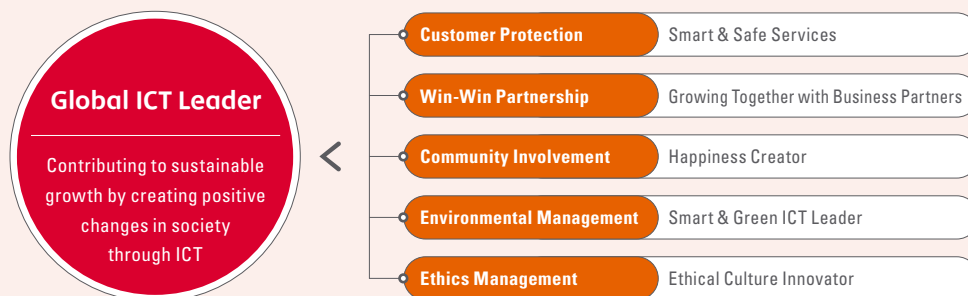 Global ICT Leader
Contributing to sustainable
growth by creating positive
changes in society
through ICT
Customer Protection Smart & Safe Services
Win-Win Partnership Growing Together with Business Partners
Community Involvement Happiness Creator
Environmental Management Smart & Green ICT Leader
Ethics Management Ethical Culture Innovator